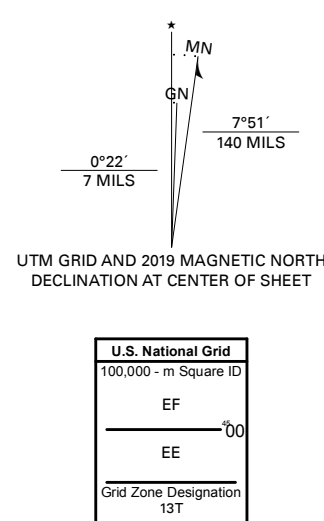 ★
MN
GN
7°51´
140 MILS
0°22´
7 MILS
UTM GRID AND 2019 MAGNETIC NORTH
DECLINATION AT CENTER OF SHEET
U.S. National Grid
100,000 - m Square ID
EF
⁴⁵00
EE
Grid Zone Designation
13T